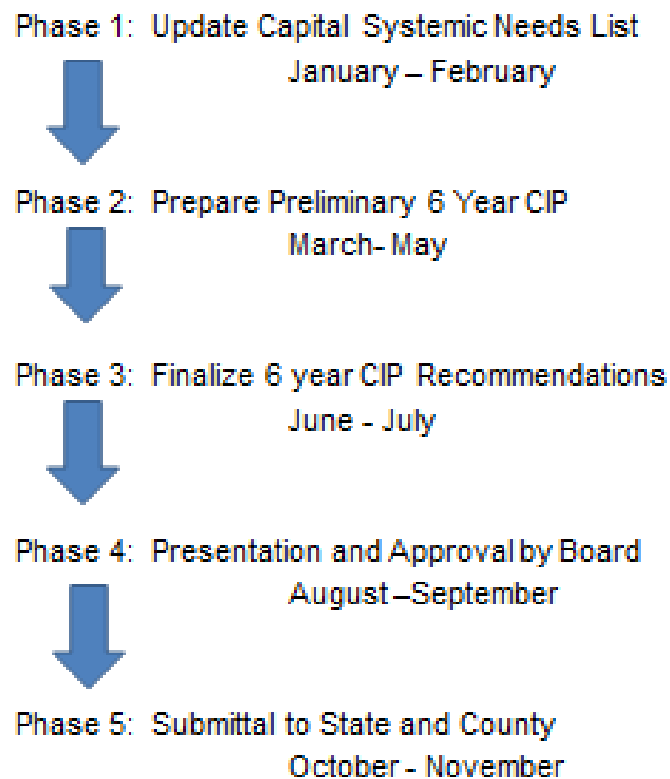 Phase 1: Update Capital Systemic Needs List
January – February
Phase 2: Prepare Preliminary 6 Year CIP
March- May
Phase 3: Finalize 6 year CIP Recommendations
June - July
Phase 4: Presentation and Approval by Board
August –September
Phase 5: Submittal to State and County
October - November